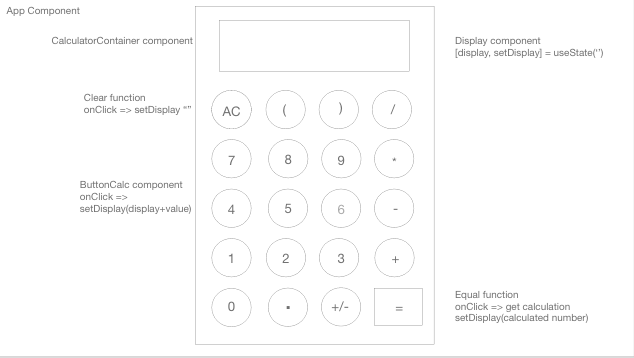 App Component
CalculatorContainer component
Display component
[display, setDisplay] = useState('')
Clear function
onClick => setDisplay “”
AC ( ) /
7 8 9 *
ButtonCalc component
onClick =>
setDisplay(display+value)
4 5 6 -
1 2 3 +
0 . +/- =
Equal function
onClick => get calculation
setDisplay(calculated number)